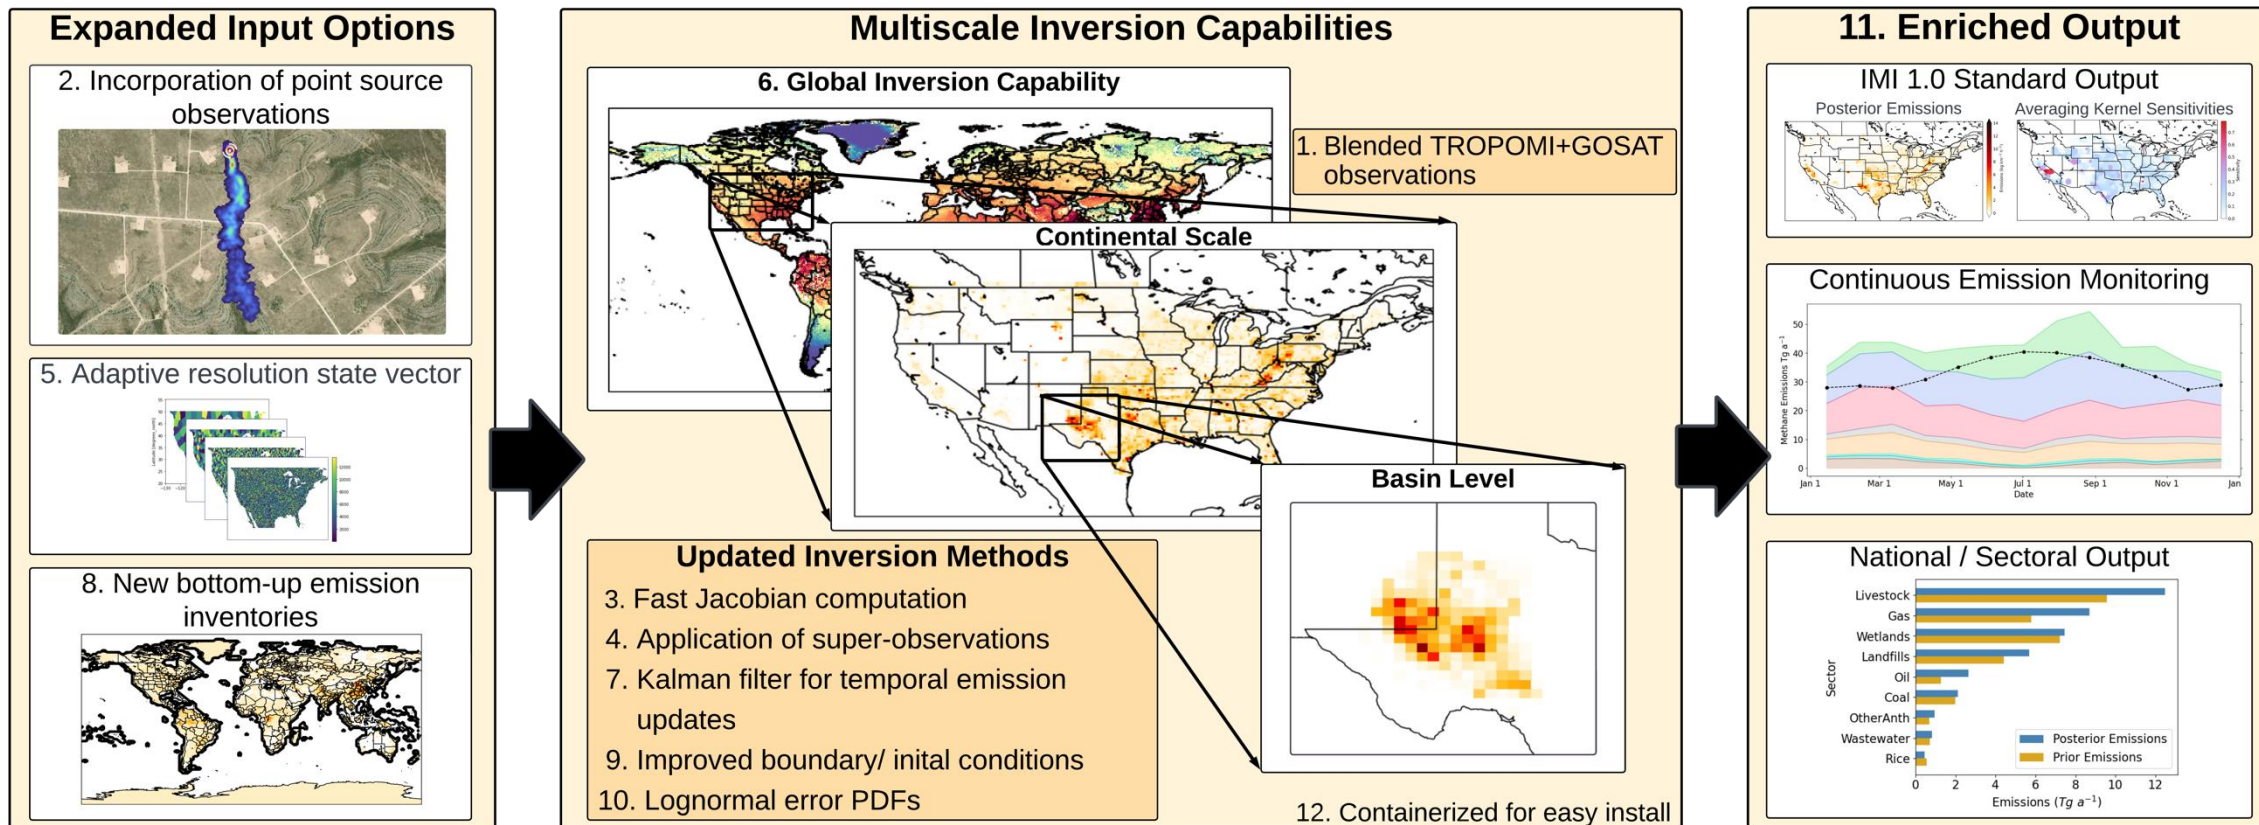 Expanded Input Options
2. Incorporation of point source
observations
5. Adaptive resolution state vector
8. New bottom-up emission
inventories
Multiscale Inversion Capabilities
6. Global Inversion Capability
1. Blended TROPOMI+GOSAT
observations
Continental Scale
Basin Level
Updated Inversion Methods
3. Fast Jacobian computation
4. Application of super-observations
7. Kalman filter for temporal emission
updates
9. Improved boundary/ inital conditions
10. Lognormal error PDFs
12. Containerized for easy install
11. Enriched Output
IMI 1.0 Standard Output
Posterior Emissions
Averaging Kernel Sensitivities
Sensitivity
Continuous Emission Monitoring
Methane Emissions Tg a⁻¹
50
40
30
20
10
0
Jan 1 Mar 1 May 1 Jul 1 Sep 1 Nov 1 Jan
Date
National / Sectoral Output
Sector
Livestock
Gas
Wetlands
Landfills
Oil
Coal
OtherAnth
Wastewater
Rice
Posterior Emissions
Prior Emissions
0 2 4 6 8 10 12
Emissions (Tg a⁻¹)